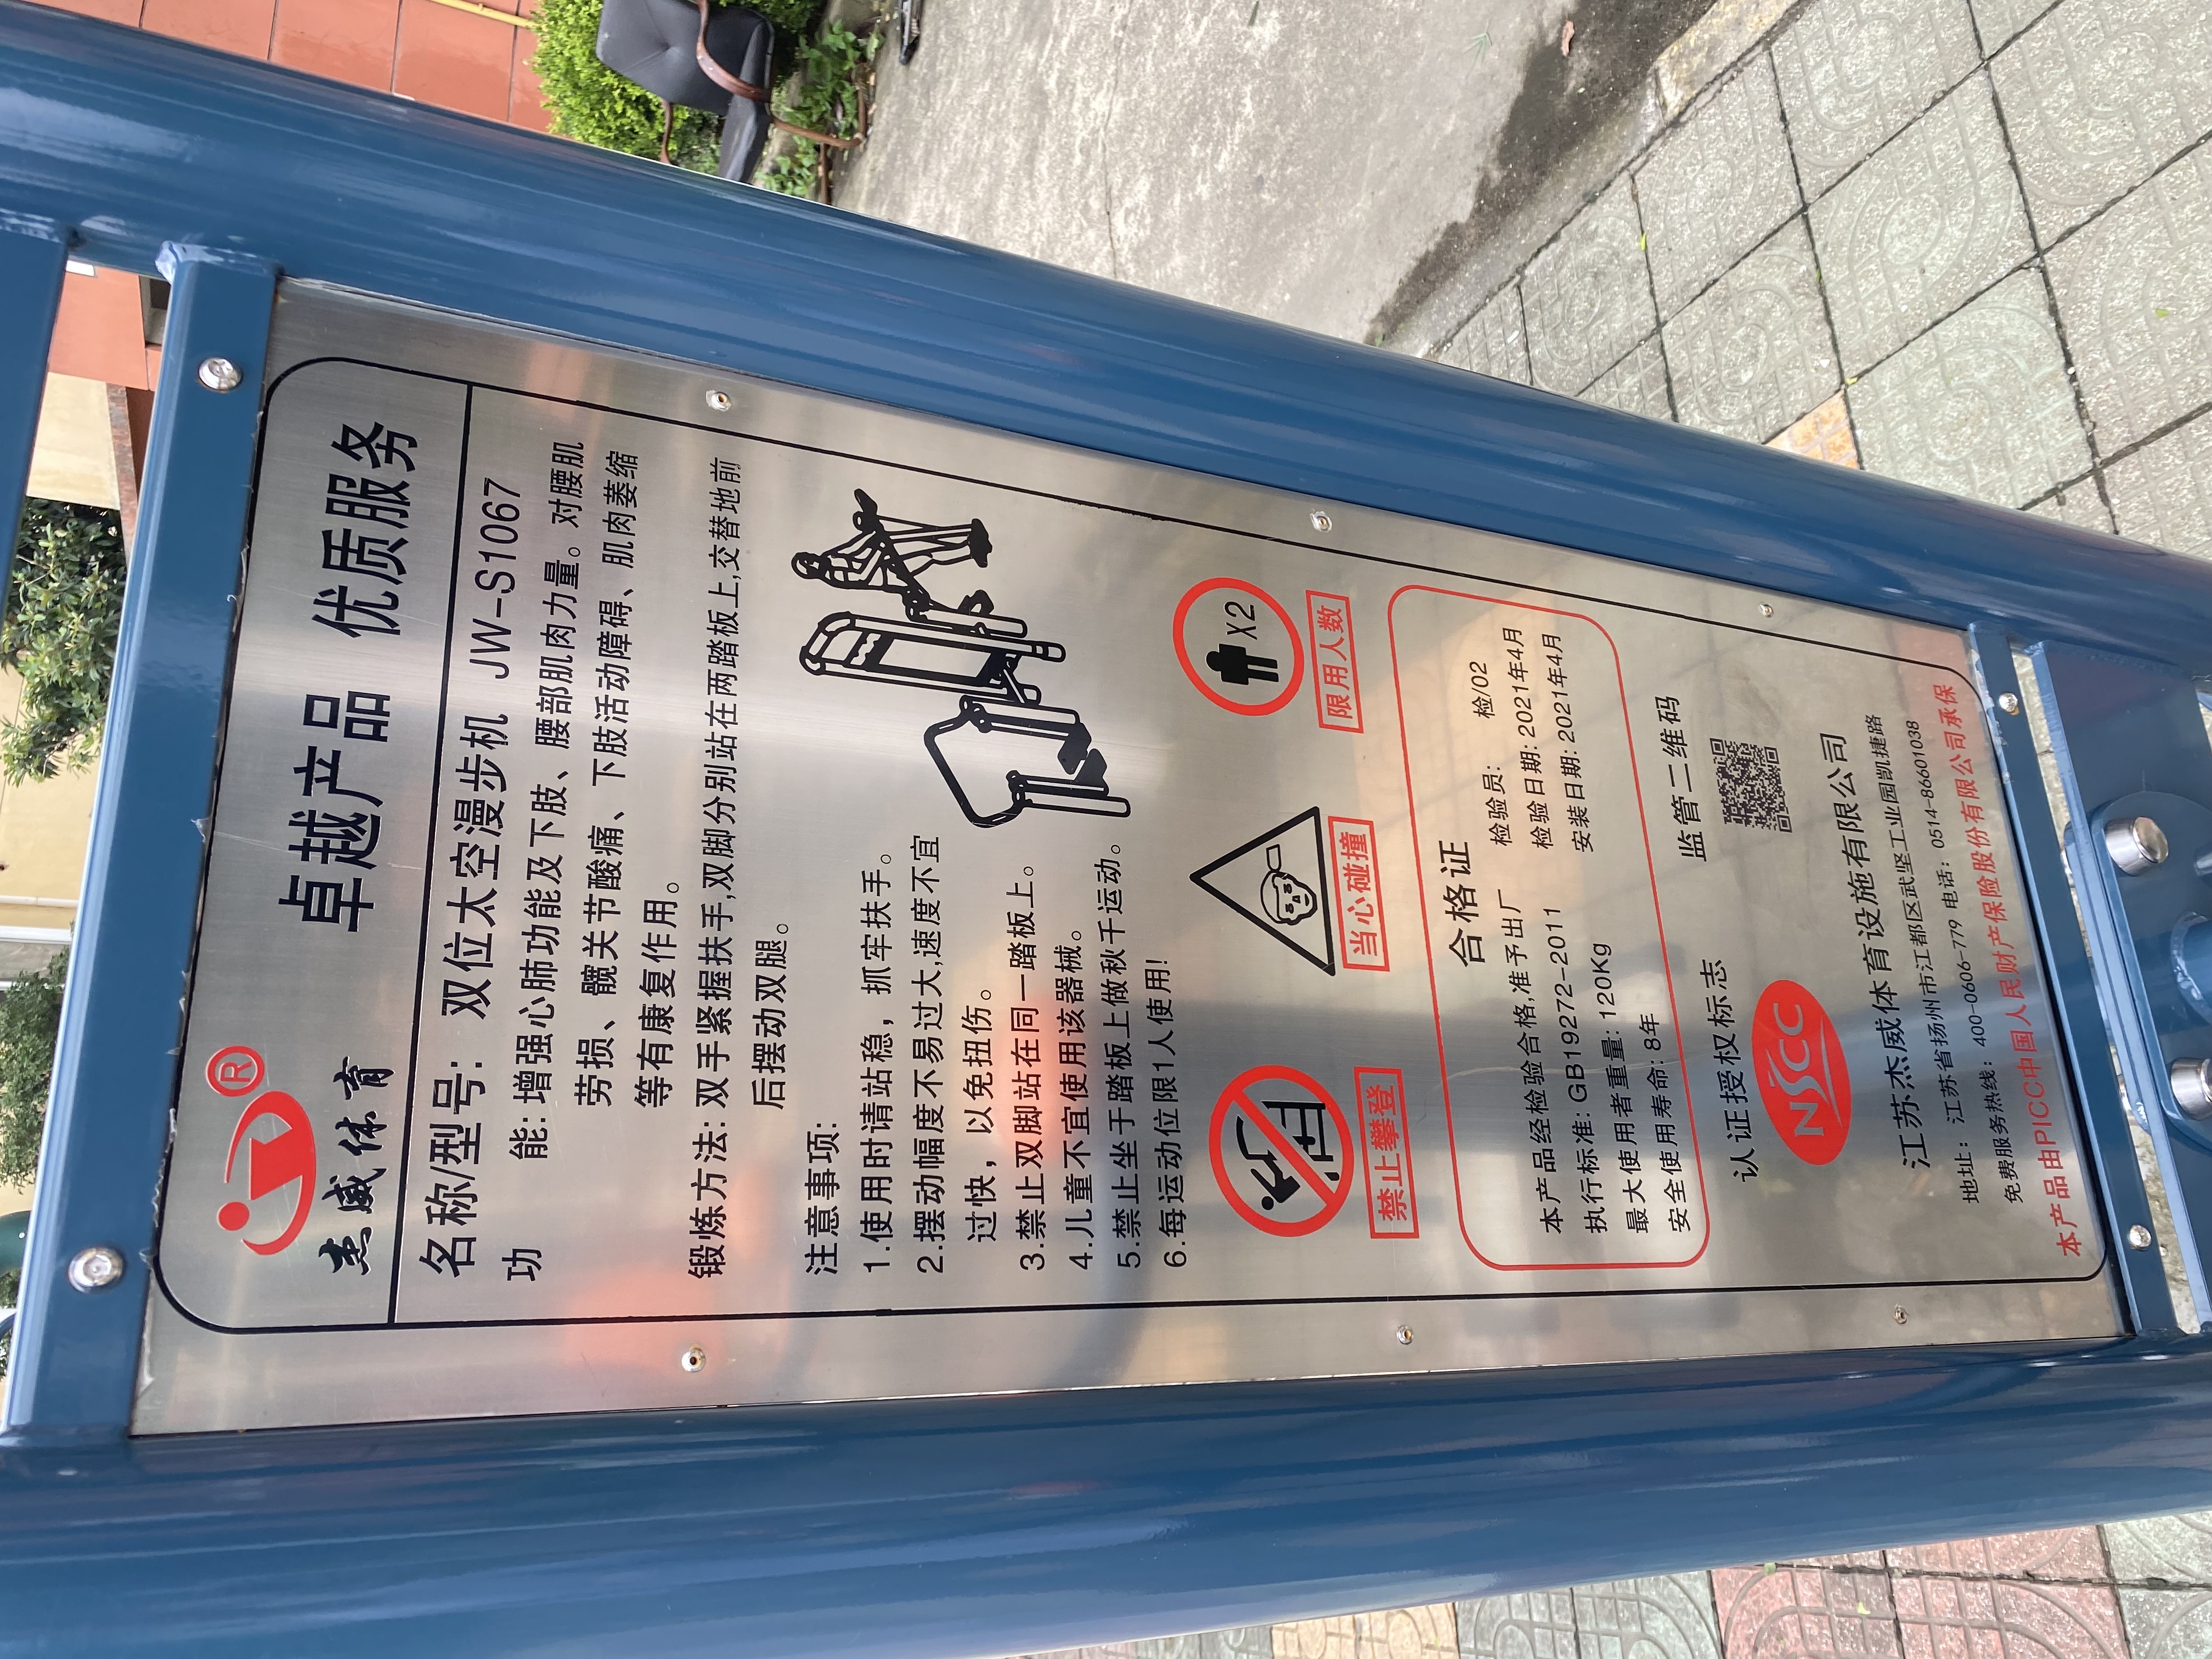 ®
杰威体育
卓越产品 优质服务
名称/型号: 双位太空漫步机 JW-S1067
功 能: 增强心肺功能及下肢、腰部肌肉力量。对腰肌
劳损、髋关节酸痛、下肢活动障碍、肌肉萎缩
等有康复作用。
锻炼方法: 双手紧握扶手,双脚分别站在两踏板上,交替地前
后摆动双腿。
注意事项:
1.使用时请站稳，抓牢扶手。
2.摆动幅度不易过大,速度不宜
过快，以免扭伤。
3.禁止双脚站在同一踏板上。
4.儿童不宜使用该器械。
5.禁止坐于踏板上做秋千运动。
6.每运动位限1人使用!
X2
禁止攀登
当心碰撞
限用人数
合格证
本产品经检验合格,准予出厂
执行标准: GB19272-2011
最大使用者重量: 120Kg
安全使用寿命: 8年
检验员: 检/02
检验日期: 2021年4月
安装日期: 2021年4月
认证授权标志
监管二维码
NSCC
江苏杰威体育设施有限公司
地址：江苏省扬州市江都区武坚工业园凯捷路
免费服务热线：400-0606-779 电话：0514-86601038
本产品由PICC中国人民财产保险股份有限公司承保